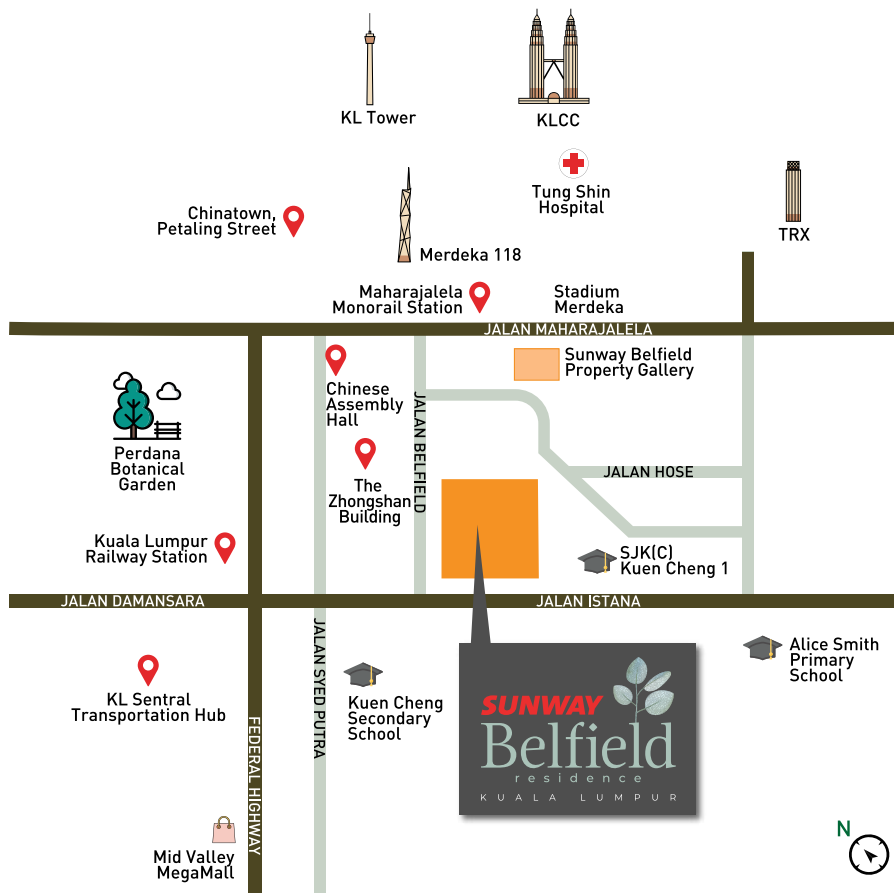 KL Tower
KLCC
Tung Shin
Hospital
Chinatown,
Petaling Street
TRX
Merdeka 118
Maharajalela
Monorail Station
Stadium
Merdeka
JALAN MAHARAJALELA
Sunway Belfield
Property Gallery
Chinese
Assembly
Hall
JALAN BELFIELD
Perdana
Botanical
Garden
JALAN HOSE
The
Zhongshan
Building
Kuala Lumpur
Railway Station
SJK(C)
Kuen Cheng 1
JALAN DAMANSARA
JALAN ISTANA
JALAN SYED PUTRA
Alice Smith
Primary
School
KL Sentral
Transportation Hub
Kuen Cheng
Secondary
School
SUNWAY
Belfield
residence
KUALA LUMPUR
FEDERAL HIGHWAY
Mid Valley
MegaMall
N